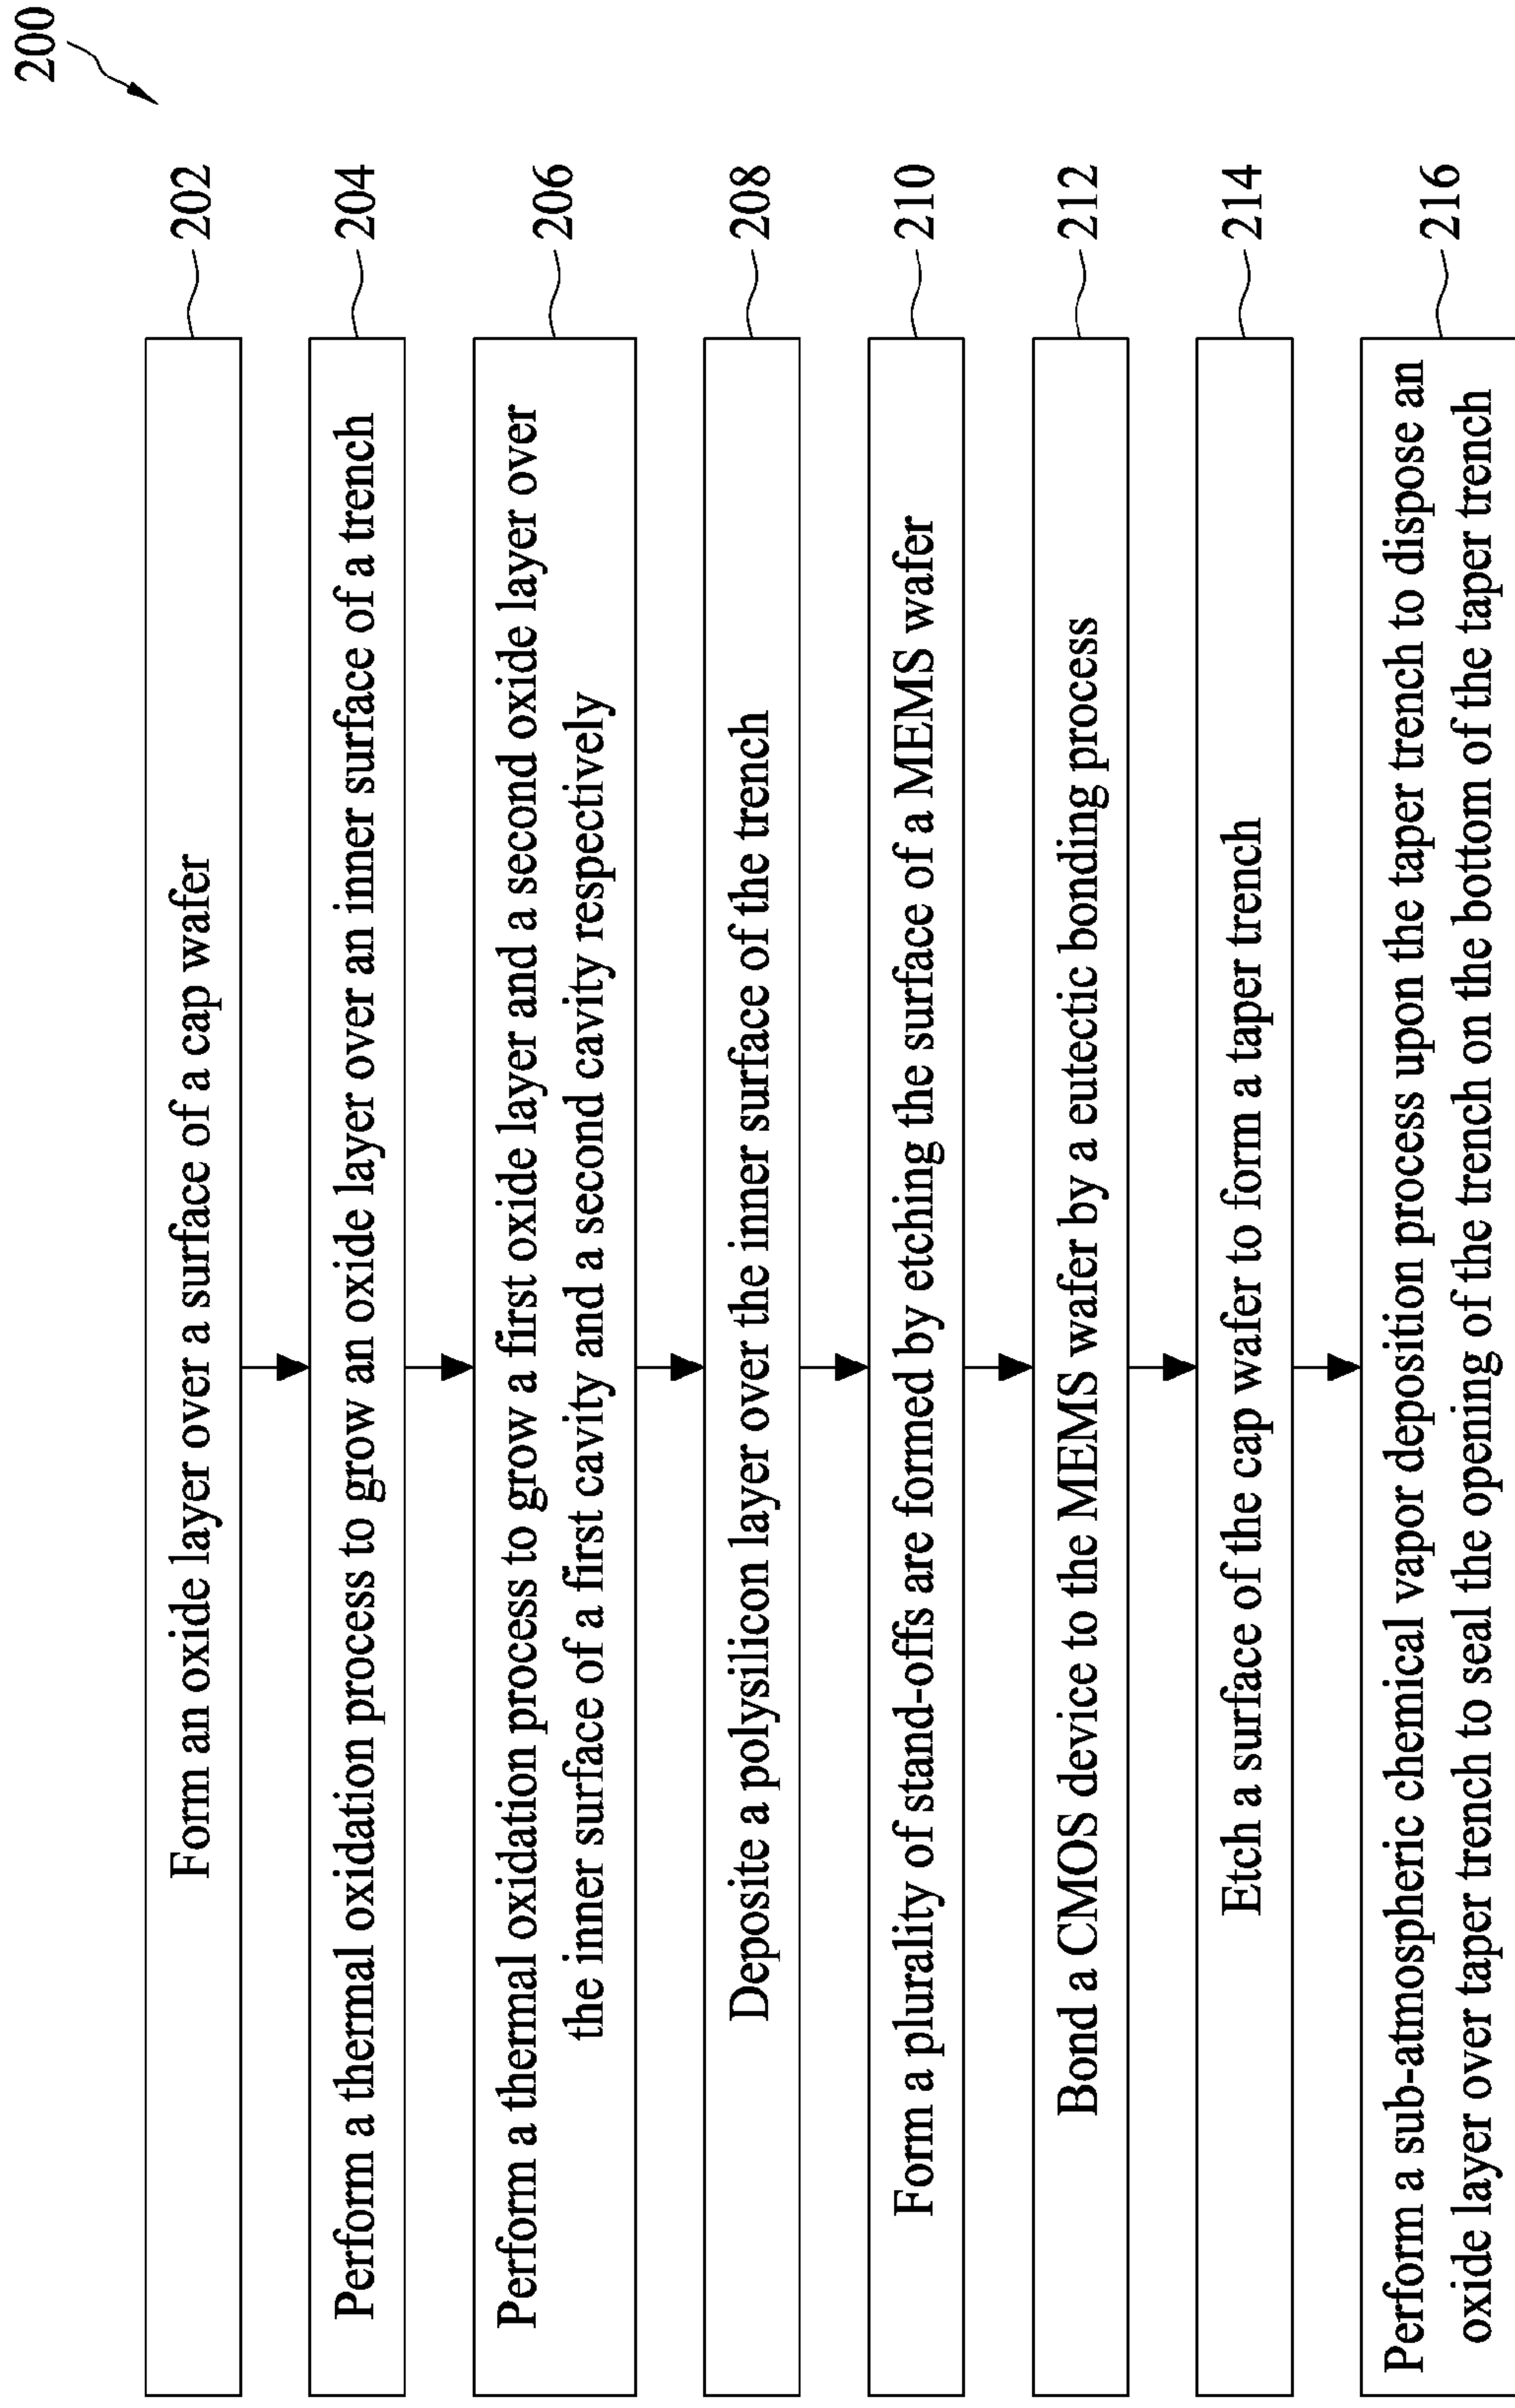 200
Form an oxide layer over a surface of a cap wafer
202
Perform a thermal oxidation process to grow an oxide layer over an inner surface of a trench
204
Perform a thermal oxidation process to grow a first oxide layer and a second oxide layer over
the inner surface of a first cavity and a second cavity respectively
206
Deposite a polysilicon layer over the inner surface of the trench
208
Form a plurality of stand-offs are formed by etching the surface of a MEMS wafer
210
Bond a CMOS device to the MEMS wafer by a eutectic bonding process
212
Etch a surface of the cap wafer to form a taper trench
214
Perform a sub-atmospheric chemical vapor deposition process upon the taper trench to dispose an
oxide layer over taper trench to seal the opening of the trench on the bottom of the taper trench
216